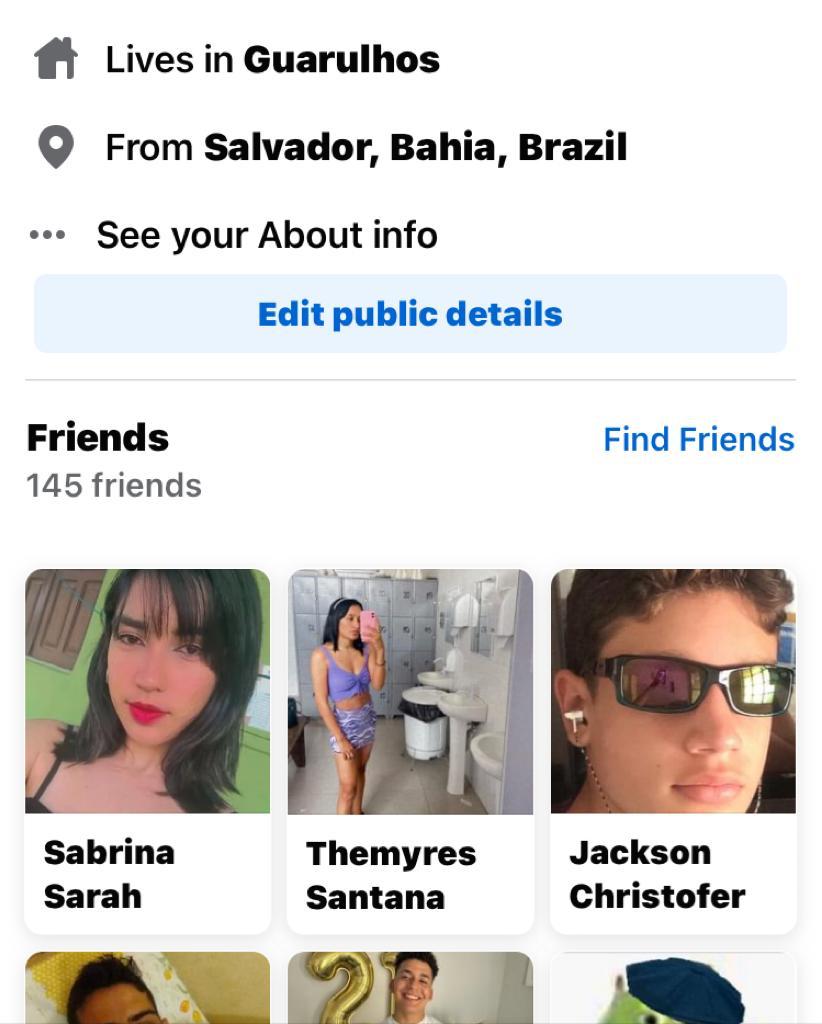 Lives in Guarulhos
From Salvador, Bahia, Brazil
See your About info
Edit public details
Friends
Find Friends
145 friends
Sabrina
Sarah
Themyres
Santana
Jackson
Christofer